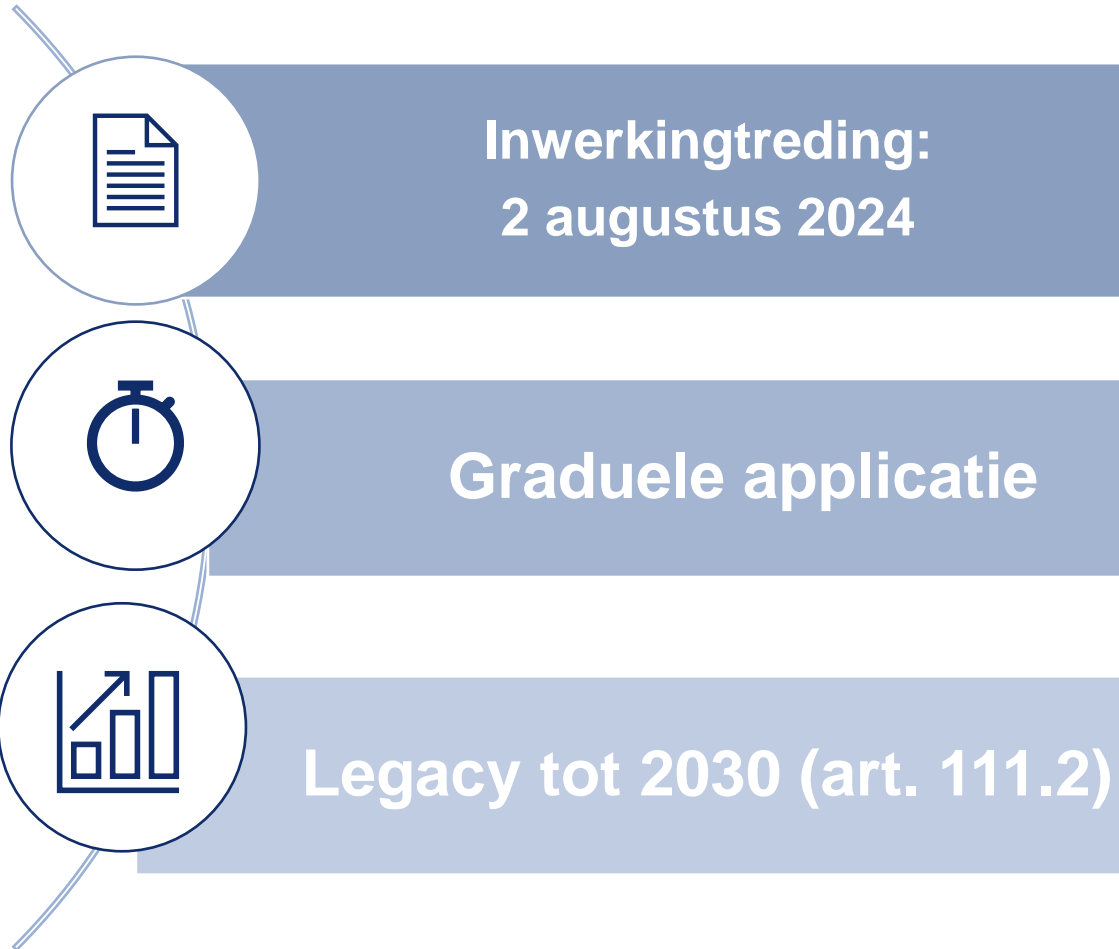 Inwerkingtreding:
2 augustus 2024
Graduele applicatie
Legacy tot 2030 (art. 111.2)